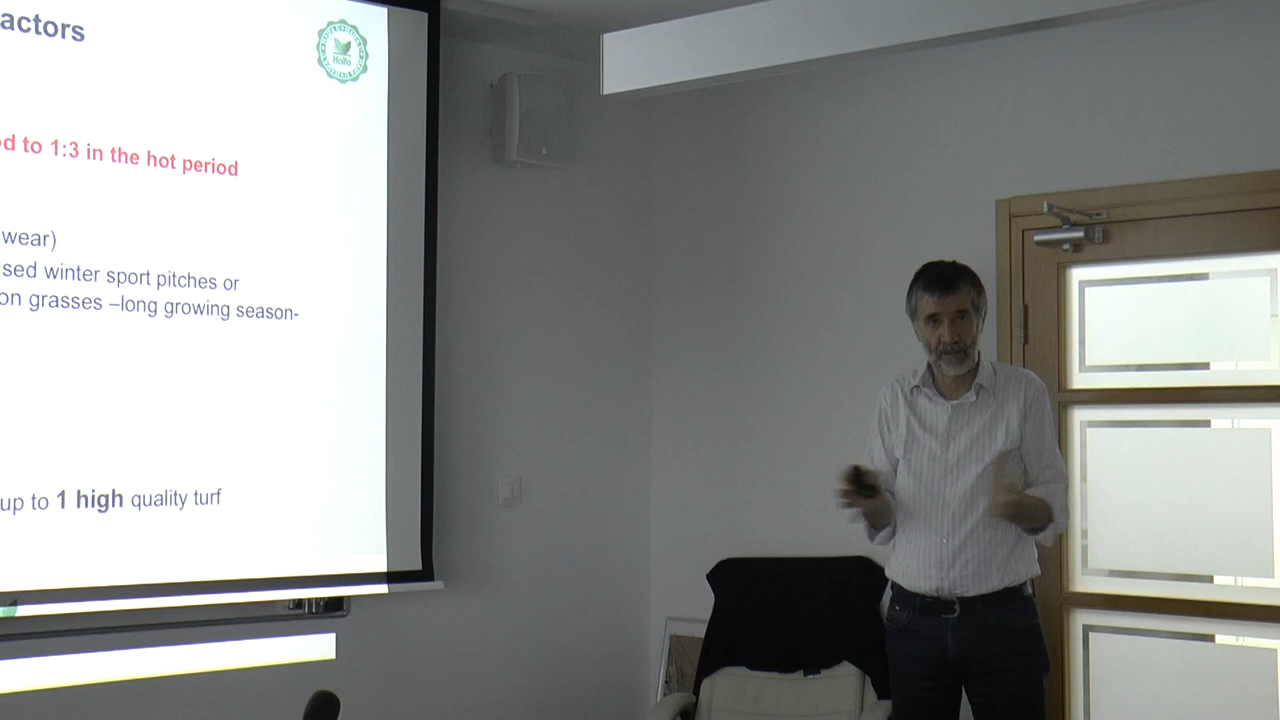 actors
Halfa
d to 1:3 in the hot period
wear)
sed winter sport pitches or
on grasses –long growing season-
up to 1 high quality turf